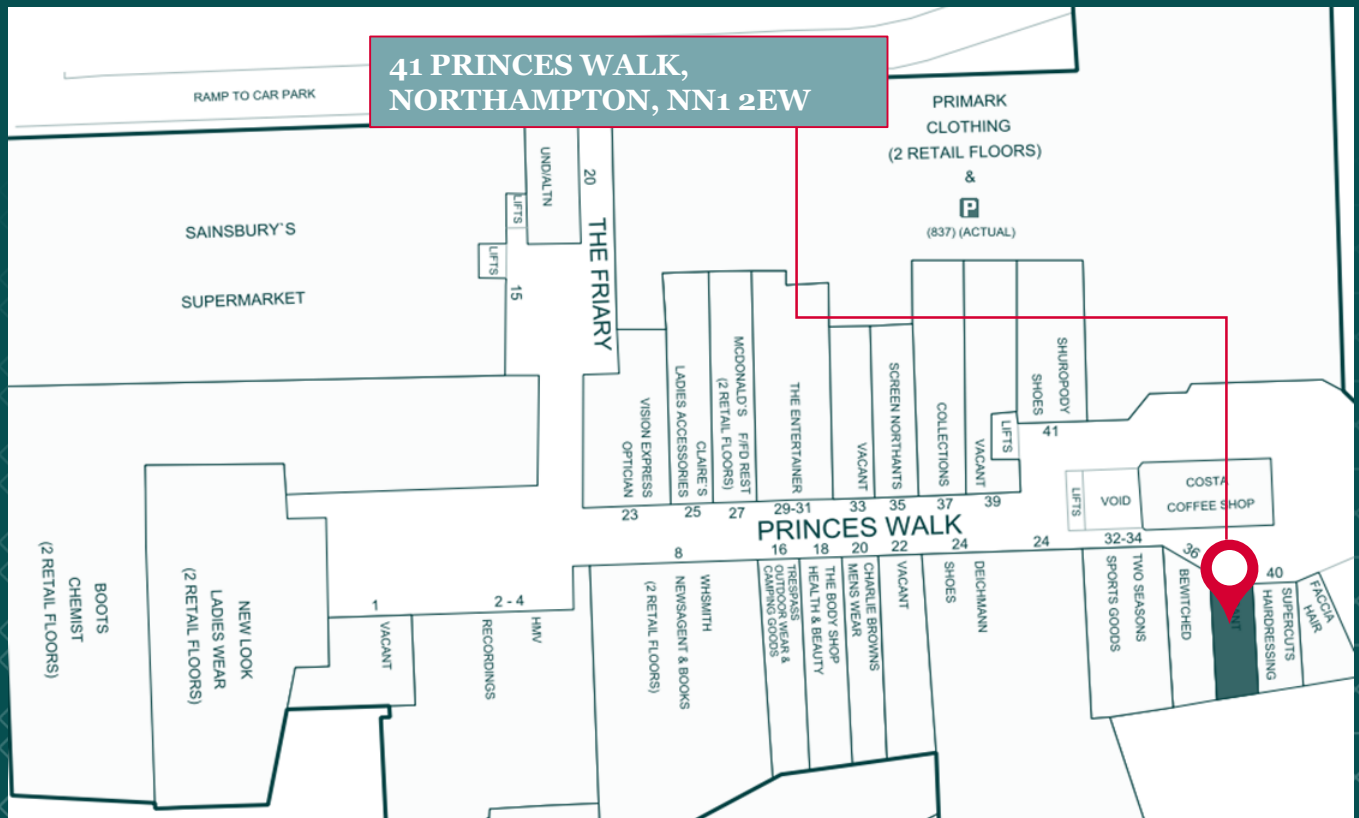 41 PRINCES WALK,
NORTHAMPTON, NN1 2EW
RAMP TO CAR PARK
PRIMARK
CLOTHING
(2 RETAIL FLOORS)
&
P
(837) (ACTUAL)
SAINSBURY`S
SUPERMARKET
UND/ALTN
LIFTS
LIFTS
20
15
THE FRIARY
VISION EXPRESS
OPTICIAN
23
CLAIRE'S
LADIES ACCESSORIES
25
MCDONALD'S F/FD REST
(2 RETAIL FLOORS)
27
THE ENTERTAINER
29-31
VACANT
33
SCREEN NORTHANTS
35
COLLECTIONS
37
VACANT
39
LIFTS
SHUROPODY
SHOES
41
PRINCES WALK
LIFTS
VOID
COSTA
COFFEE SHOP
BOOTS
CHEMIST
(2 RETAIL FLOORS)
NEW LOOK
LADIES WEAR
(2 RETAIL FLOORS)
1
VACANT
2 - 4
HMV
RECORDINGS
8
WHSMITH
NEWSAGENT & BOOKS
(2 RETAIL FLOORS)
16
TRESPASS
OUTDOOR WEAR &
CAMPING GOODS
18
THE BODY SHOP
HEALTH & BEAUTY
20
CHARLIE BROWNS
MENS WEAR
22
VACANT
24
DEICHMANN
SHOES
24
32-34
TWO SEASONS
SPORTS GOODS
36
BEWITCHED
40
SUPERCUTS
HAIRDRESSING
FACCIA
HAIR